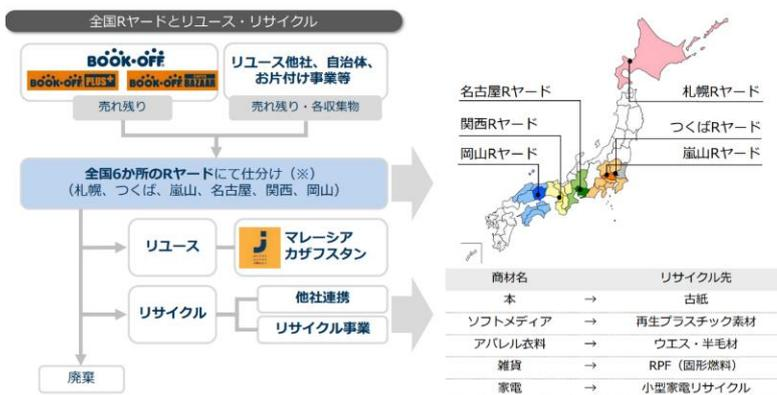 全国Rヤードとリユース・リサイクル
BOOK・OFF
BOOK・OFF PLUS+
BOOK・OFF SUPER BAZAAR
売れ残り
リユース他社、自治体、
お片付け事業等
売れ残り・各収集物
全国6か所のRヤードにて仕分け（※）
（札幌、つくば、嵐山、名古屋、関西、岡山）
リユース
J
マレーシア
カザフスタン
リサイクル
他社連携
リサイクル事業
廃棄
名古屋Rヤード
関西Rヤード
岡山Rヤード
札幌Rヤード
つくばRヤード
嵐山Rヤード
商材名 リサイクル先
本 → 古紙
ソフトメディア → 再生プラスチック素材
アパレル衣料 → ウエス・半毛材
雑貨 → RPF（固形燃料）
家電 → 小型家電リサイクル